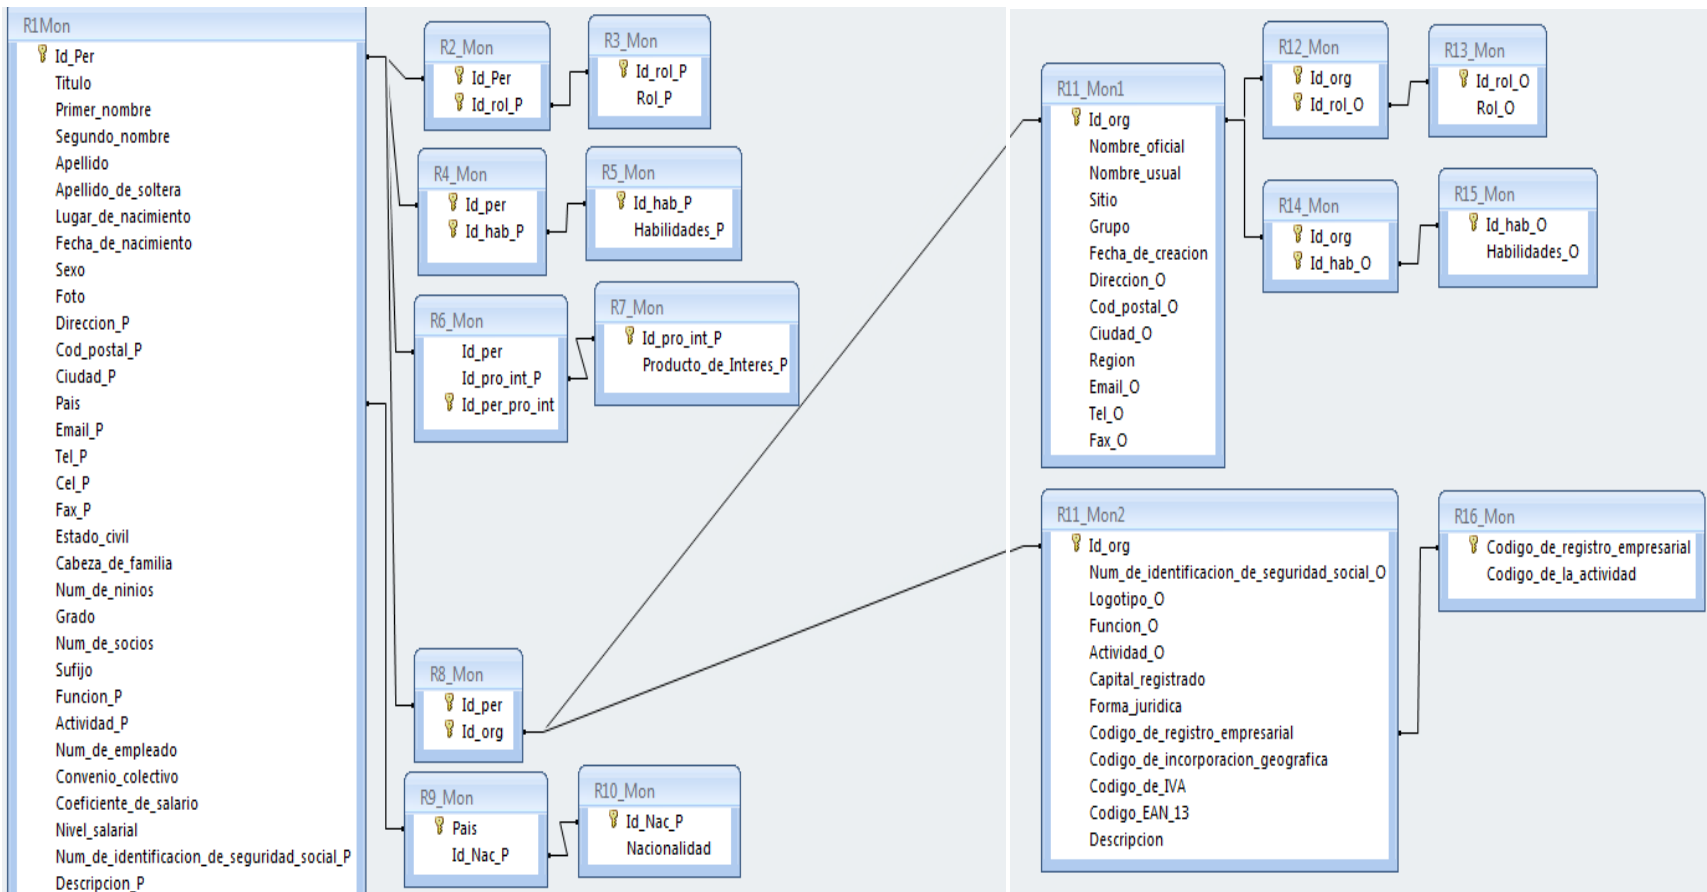 R1Mon
Id_Per
Titulo
Primer_nombre
Segundo_nombre
Apellido
Apellido_de_soltera
Lugar_de_nacimiento
Fecha_de_nacimiento
Sexo
Foto
Direccion_P
Cod_postal_P
Ciudad_P
Pais
Email_P
Tel_P
Cel_P
Fax_P
Estado_civil
Cabeza_de_familia
Num_de_ninios
Grado
Num_de_socios
Sufijo
Funcion_P
Actividad_P
Num_de_empleado
Convenio_colectivo
Coeficiente_de_salario
Nivel_salarial
Num_de_identificacion_de_seguridad_social_P
Descripcion_P
R2_Mon
Id_Per
Id_rol_P
R3_Mon
Id_rol_P
Rol_P
R4_Mon
Id_per
Id_hab_P
R5_Mon
Id_hab_P
Habilidades_P
R6_Mon
Id_per
Id_pro_int_P
Id_per_pro_int
R7_Mon
Id_pro_int_P
Producto_de_Interes_P
R8_Mon
Id_per
Id_org
R9_Mon
Pais
Id_Nac_P
R10_Mon
Id_Nac_P
Nacionalidad
R11_Mon1
Id_org
Nombre_oficial
Nombre_usual
Sitio
Grupo
Fecha_de_creacion
Direccion_O
Cod_postal_O
Ciudad_O
Region
Email_O
Tel_O
Fax_O
R12_Mon
Id_org
Id_rol_O
R13_Mon
Id_rol_O
Rol_O
R14_Mon
Id_org
Id_hab_O
R15_Mon
Id_hab_O
Habilidades_O
R11_Mon2
Id_org
Num_de_identificacion_de_seguridad_social_O
Logotipo_O
Funcion_O
Actividad_O
Capital_registrado
Forma_juridica
Codigo_de_registro_empresarial
Codigo_de_incorporacion_geografica
Codigo_de_IVA
Codigo_EAN_13
Descripcion
R16_Mon
Codigo_de_registro_empresarial
Codigo_de_la_actividad